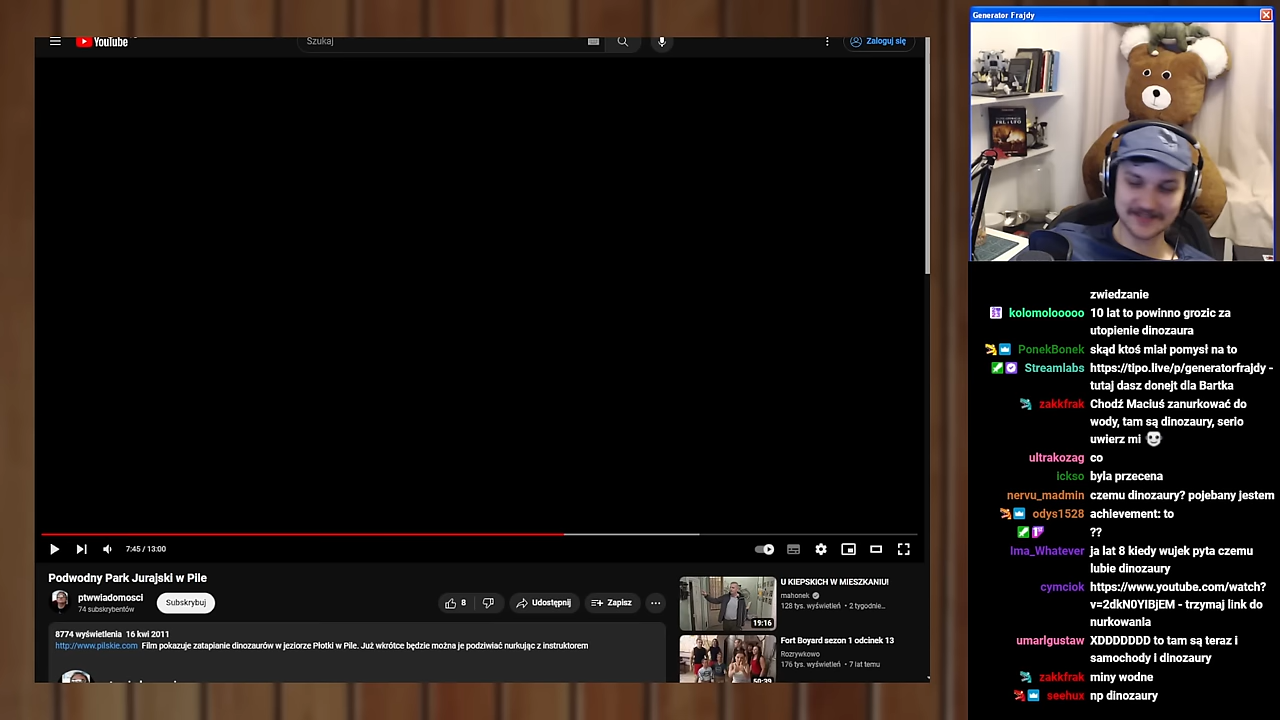 Generator Frajdy
YouTube
Szukaj
Zaloguj się
7:45 / 13:00
Podwodny Park Jurajski w Pile
ptwwiadomosci
74 subskrybentów
Subskrybuj
8
Udostępnij
Zapisz
8774 wyświetlenia 16 kwi 2011
http://www.pilskie.com Film pokazuje zatapianie dinozaurów w jeziorze Płotki w Pile. Już wkrótce będzie można je podziwiać nurkując z instruktorem
19:16
U KIEPSKICH W MIESZKANIU!
mahonek
128 tys. wyświetleń • 2 tygodnie...
50:39
Fort Boyard sezon 1 odcinek 13
Rozrywkowo
176 tys. wyświetleń • 7 lat temu
zwiedzanie
kolomolooooo 10 lat to powinno grozic za
utopienie dinozaura
PonekBonek skąd ktoś miał pomysł na to
Streamlabs https://tipo.live/p/generatorfrajdy -
tutaj dasz donejt dla Bartka
zakkfrak Chodź Maciuś zanurkować do
wody, tam są dinozaury, serio
uwierz mi
ultrakozag co
ickso byla przecena
nervu_madmin czemu dinozaury? pojebany jestem
odys1528 achievement: to
??
Ima_Whatever ja lat 8 kiedy wujek pyta czemu
lubie dinozaury
cymciok https://www.youtube.com/watch?
v=2dkN0YIBjEM - trzymaj link do
nurkowania
umarlgustaw XDDDDDDD to tam są teraz i
samochody i dinozaury
zakkfrak miny wodne
seehux np dinozaury